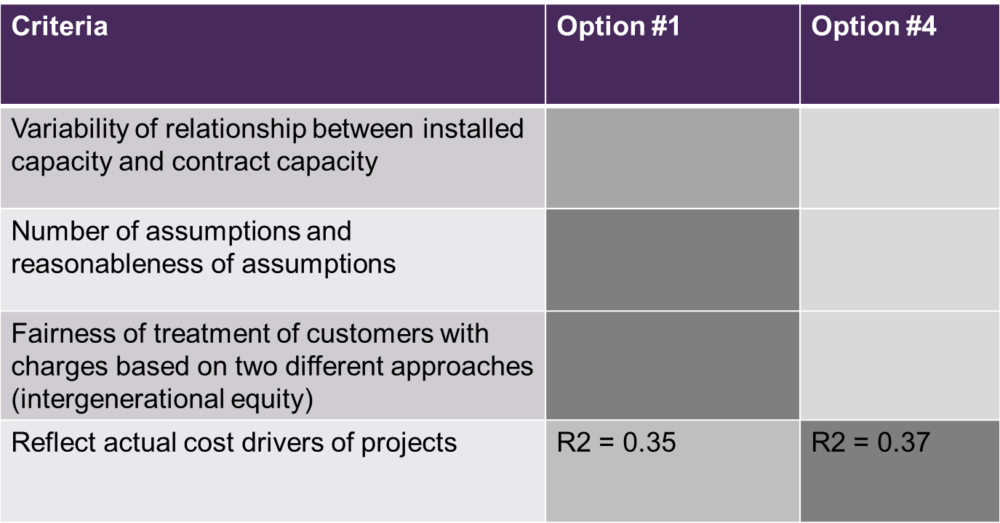 Criteria
Option #1
Option #4
Variability of relationship between installed
capacity and contract capacity
Number of assumptions and
reasonableness of assumptions
Fairness of treatment of customers with
charges based on two different approaches
(intergenerational equity)
Reflect actual cost drivers of projects
R2 = 0.35
R2 = 0.37